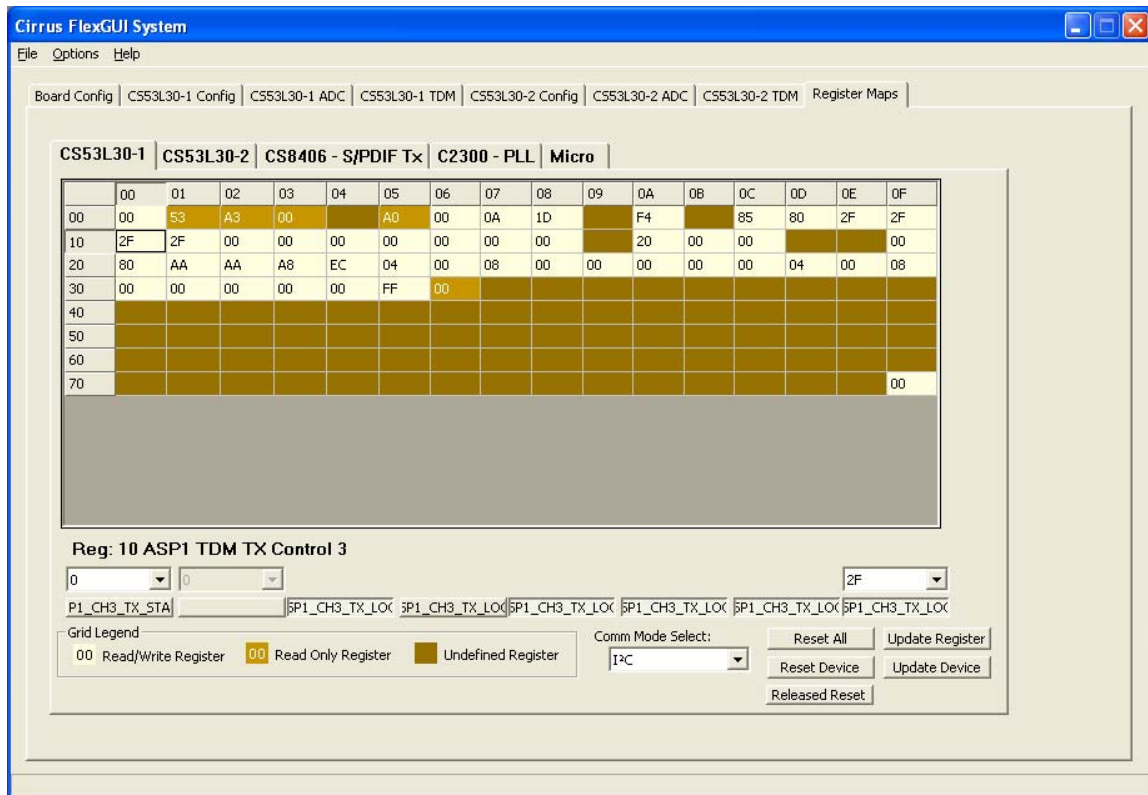 Cirrus FlexGUI System
File Options Help
Board Config CS53L30-1 Config CS53L30-1 ADC CS53L30-1 TDM CS53L30-2 Config CS53L30-2 ADC CS53L30-2 TDM Register Maps
CS53L30-1 CS53L30-2 CS8406 - S/PDIF Tx C2300 - PLL Micro
00 01 02 03 04 05 06 07 08 09 0A 0B 0C 0D 0E 0F
00 00 53 A3 00 A0 00 0A 1D F4 85 80 2F 2F
10 2F 2F 00 00 00 00 00 00 00 20 00 00 00
20 80 AA AA A8 EC 04 00 08 00 00 00 00 00 04 00 08
30 00 00 00 00 00 FF 00
40
50
60
70 00
Reg: 10 ASP1 TDM TX Control 3
0 0 2F
P1_CH3_TX_STA SP1_CH3_TX_LOC SP1_CH3_TX_LOC SP1_CH3_TX_LOC SP1_CH3_TX_LOC SP1_CH3_TX_LOC SP1_CH3_TX_LOC
Grid Legend
00 Read/Write Register 00 Read Only Register Undefined Register
Comm Mode Select:
I²C
Reset All Update Register
Reset Device Update Device
Released Reset